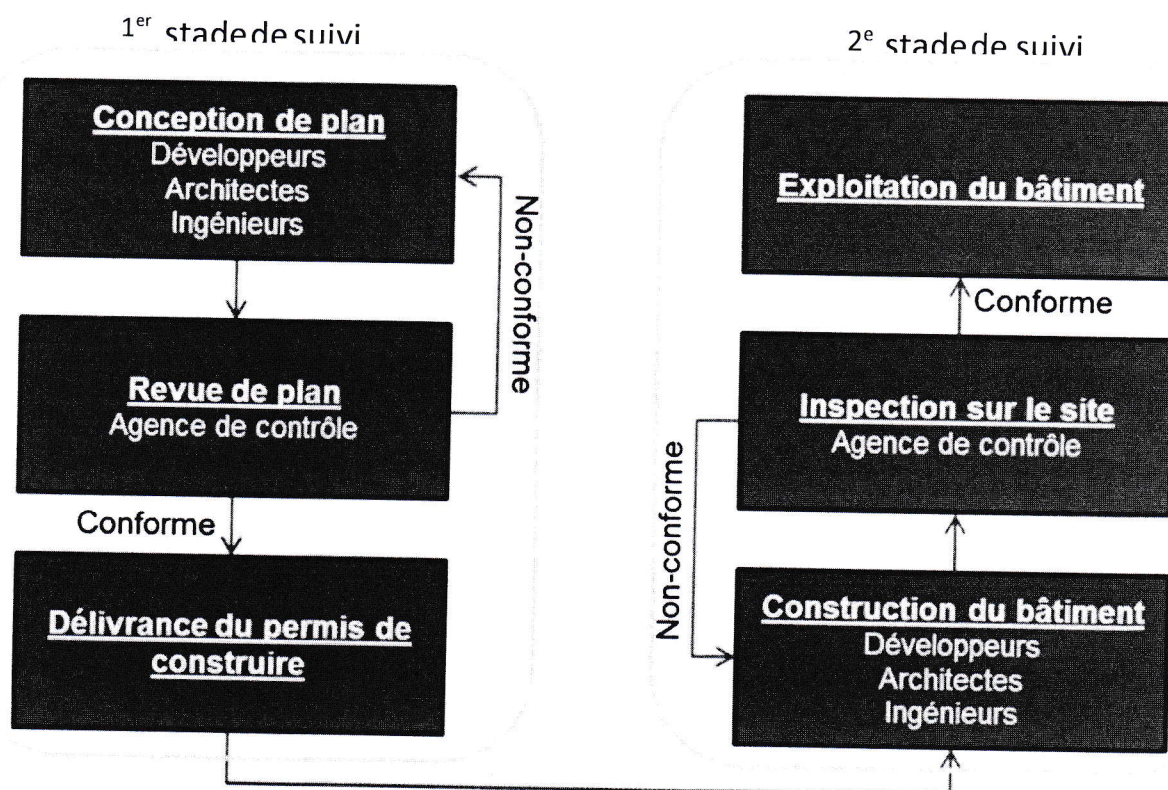 1er stade de suivi
Conception de plan
Développeurs
Architectes
Ingénieurs
Non-conforme
Revue de plan
Agence de contrôle
Conforme
Délivrance du permis de
construire
2e stade de suivi
Exploitation du bâtiment
Conforme
Inspection sur le site
Agence de contrôle
Non-conforme
Construction du bâtiment
Développeurs
Architectes
Ingénieurs